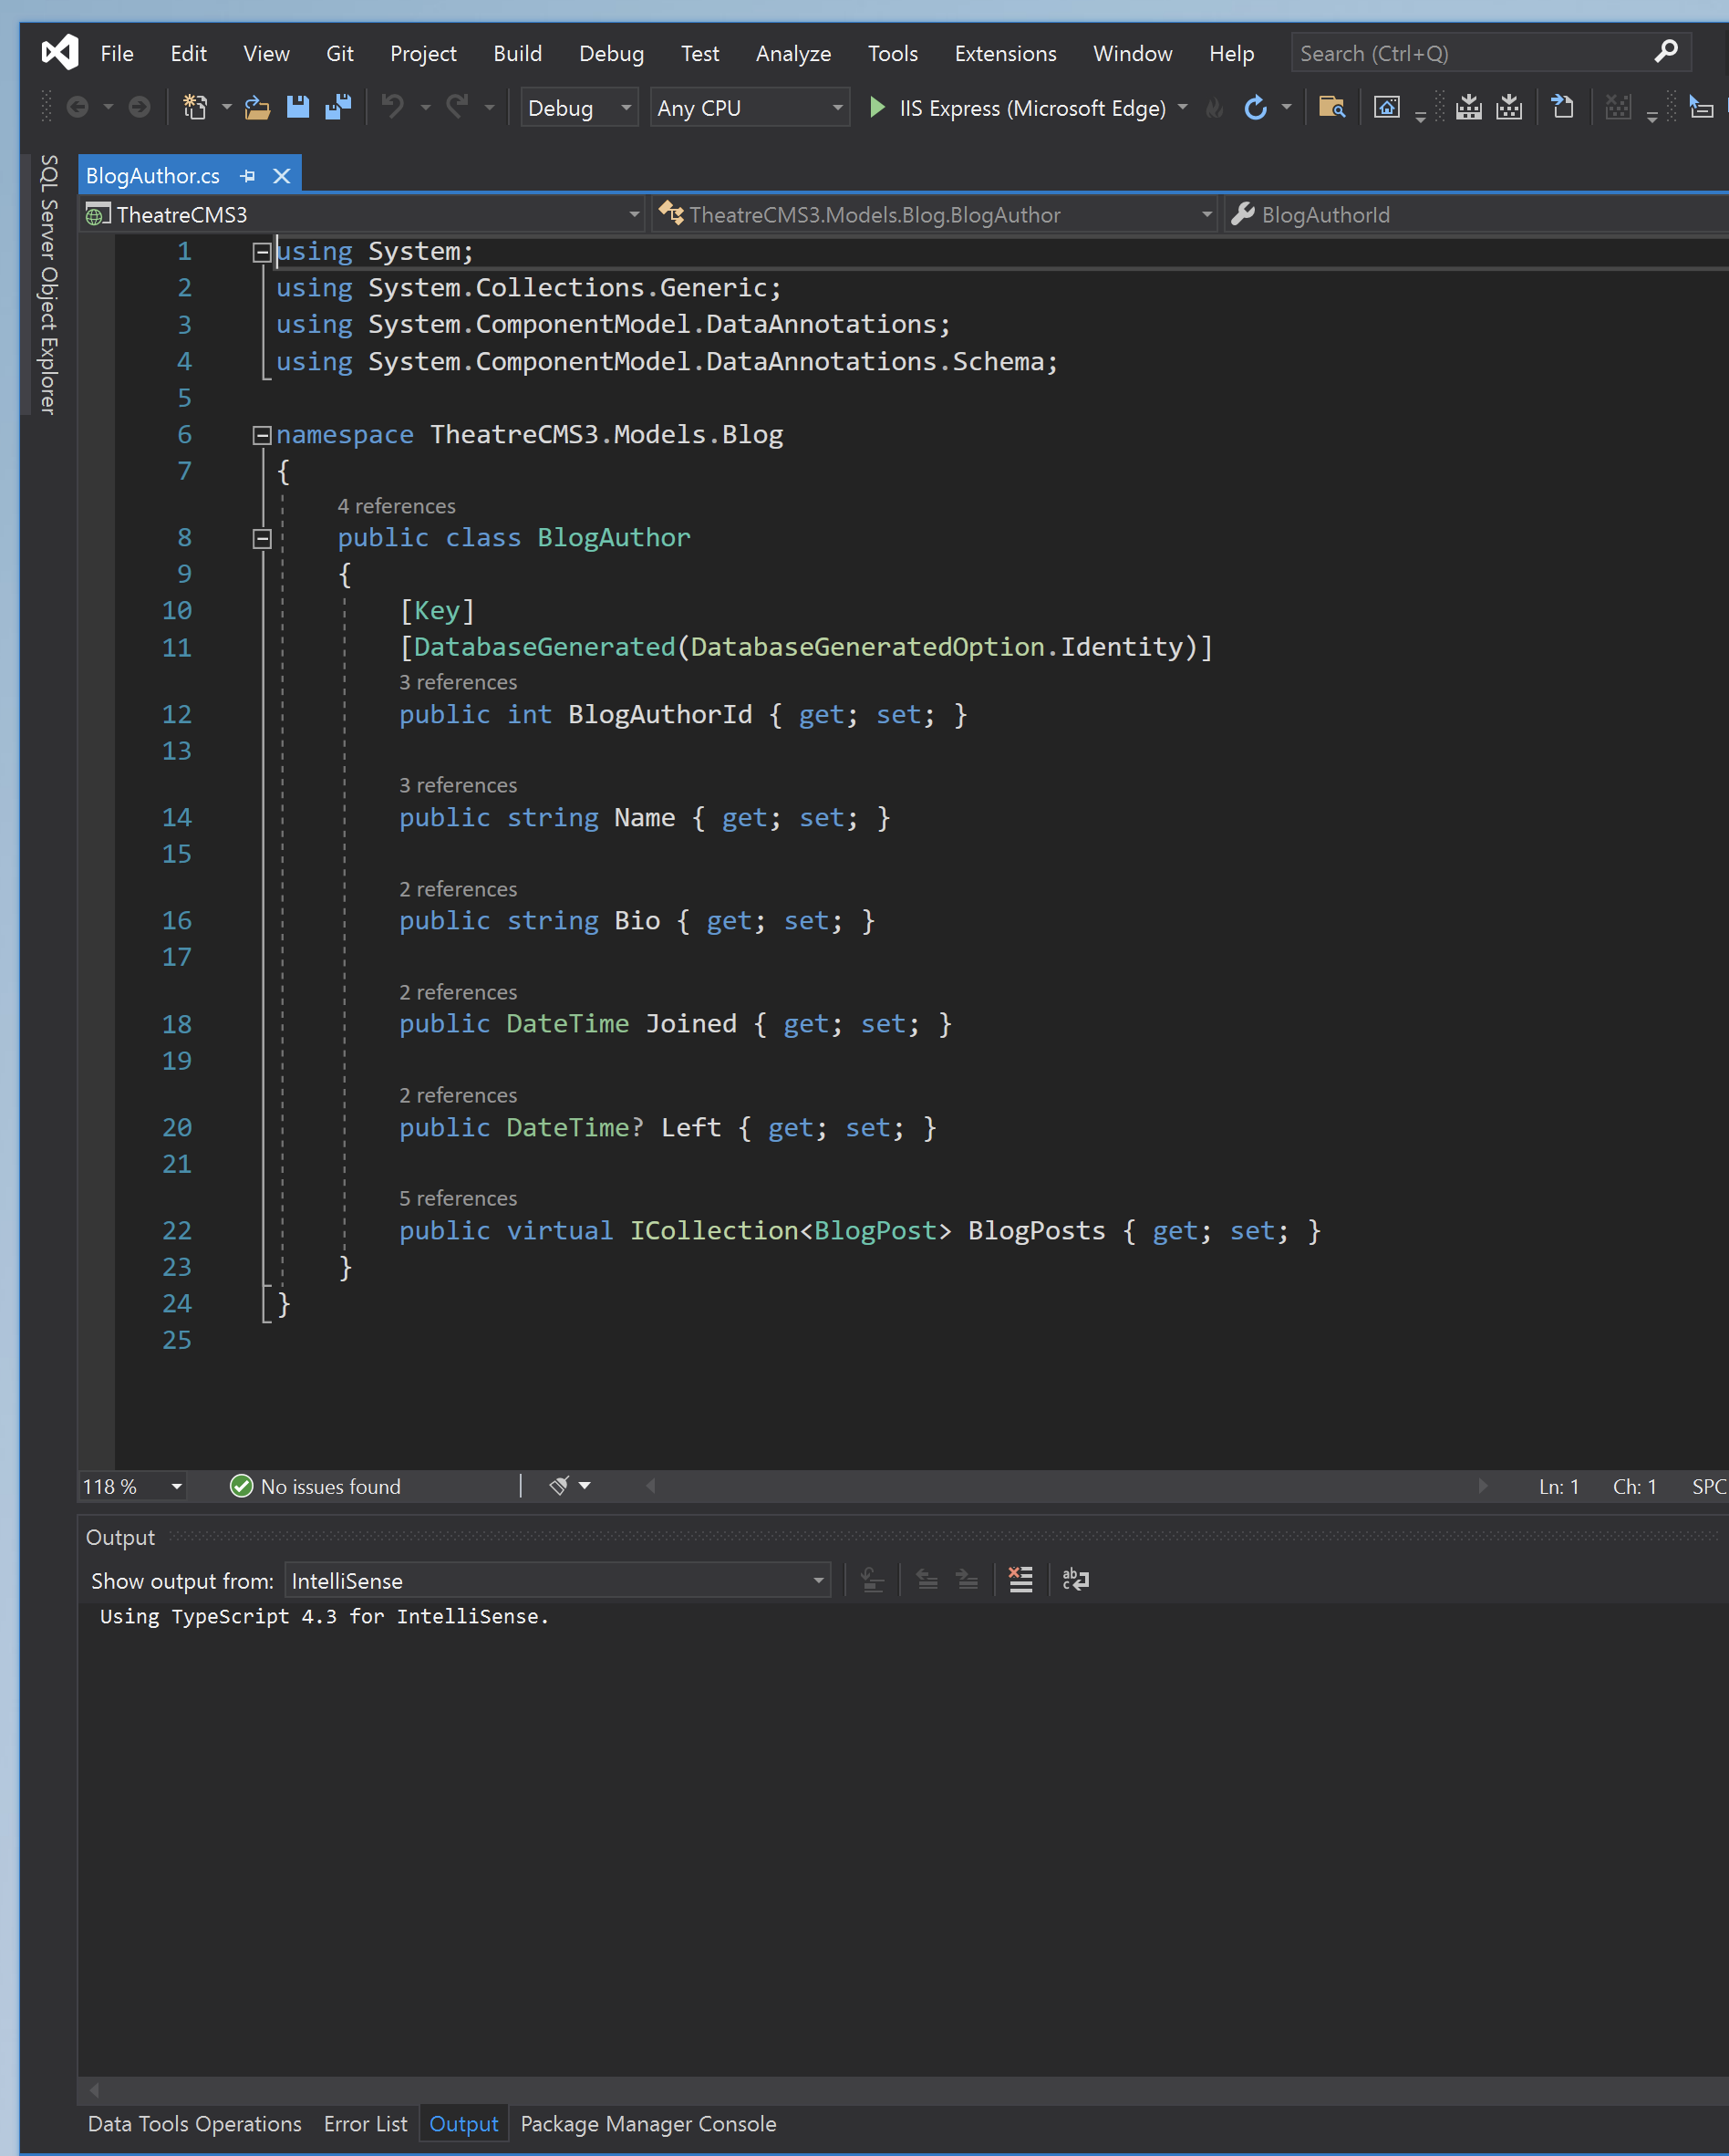 File Edit View Git Project Build Debug Test Analyze Tools Extensions Window Help Search (Ctrl+Q)
Debug Any CPU IIS Express (Microsoft Edge)
SQL Server Object Explorer
BlogAuthor.cs
TheatreCMS3 TheatreCMS3.Models.Blog.BlogAuthor BlogAuthorId
1 using System;
2 using System.Collections.Generic;
3 using System.ComponentModel.DataAnnotations;
4 using System.ComponentModel.DataAnnotations.Schema;
5
6 namespace TheatreCMS3.Models.Blog
7 {
4 references
8 public class BlogAuthor
9 {
10 [Key]
11 [DatabaseGenerated(DatabaseGeneratedOption.Identity)]
3 references
12 public int BlogAuthorId { get; set; }
13
3 references
14 public string Name { get; set; }
15
2 references
16 public string Bio { get; set; }
17
2 references
18 public DateTime Joined { get; set; }
19
2 references
20 public DateTime? Left { get; set; }
21
5 references
22 public virtual ICollection<BlogPost> BlogPosts { get; set; }
23 }
24 }
25
118 % No issues found Ln: 1 Ch: 1 SPC
Output
Show output from: IntelliSense
Using TypeScript 4.3 for IntelliSense.
Data Tools Operations Error List Output Package Manager Console